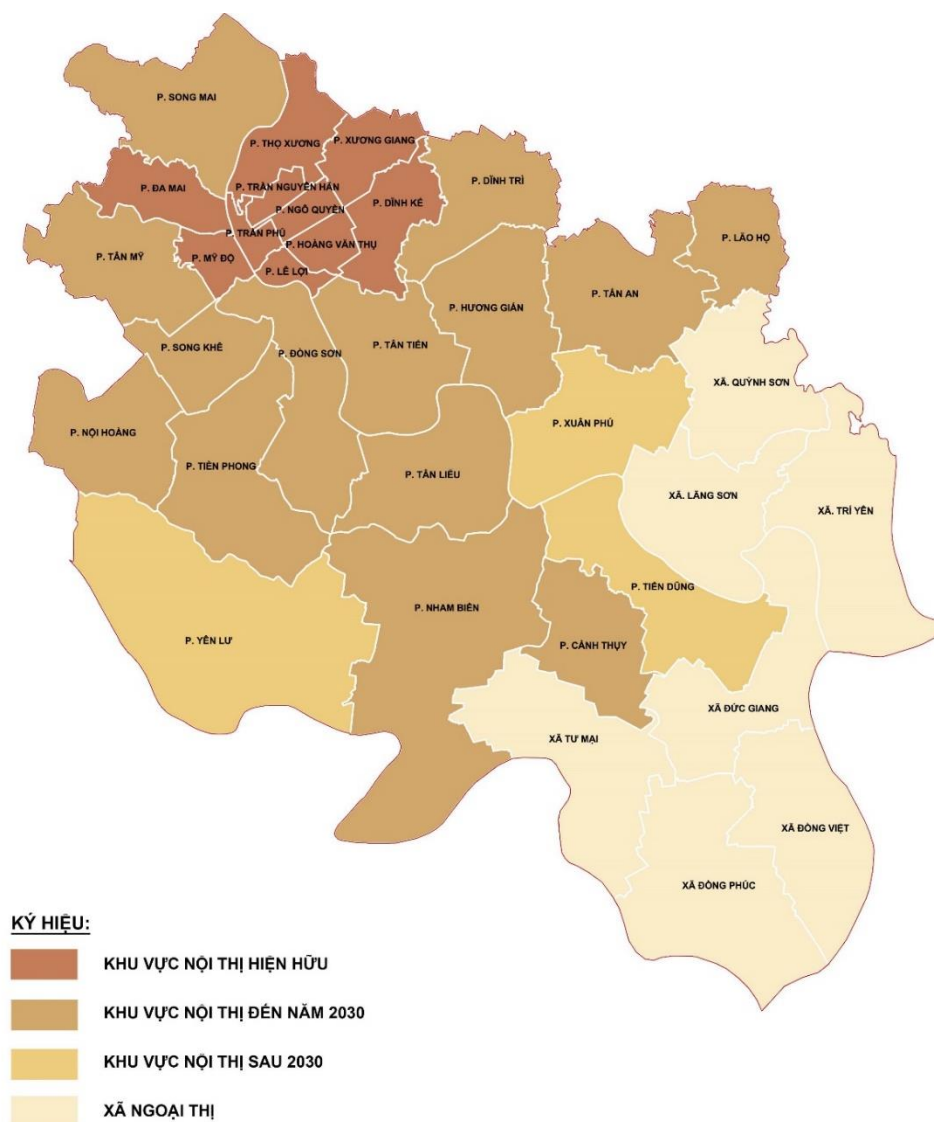 P. SONG MAI
P. THỌ XƯƠNG
P. XƯƠNG GIANG
P. DĨNH TRÌ
P. TRẦN NGUYÊN HÃN
P. ĐA MAI
P. DĨNH KẾ
P. NGÔ QUYỀN
P. TRẦN PHÚ
P. HOÀNG VĂN THỤ
P. LÃO HỌ
P. TÂN MỸ
P. MỸ ĐỘ
P. LÊ LỢI
P. TÂN AN
P. HƯƠNG GIÁN
P. SONG KHÊ
P. ĐỒNG SƠN
P. TÂN TIẾN
XÃ. QUỲNH SƠN
P. XUÂN PHÚ
P. NỘI HOÀNG
P. TIỀN PHONG
P. TÂN LIỄU
XÃ. LÃNG SƠN
XÃ. TRÍ YÊN
P. TIẾN DŨNG
P. NHAM BIỀN
P. YÊN LƯ
P. CẢNH THỤY
XÃ ĐỨC GIANG
XÃ TƯ MẠI
XÃ ĐỒNG VIỆT
XÃ ĐỒNG PHÚC
KÝ HIỆU:
KHU VỰC NỘI THỊ HIỆN HỮU
KHU VỰC NỘI THỊ ĐẾN NĂM 2030
KHU VỰC NỘI THỊ SAU 2030
XÃ NGOẠI THỊ